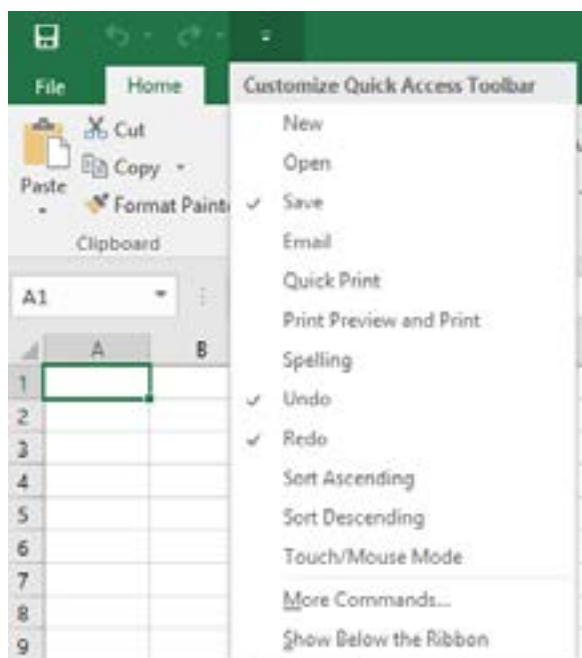 File Home
Customize Quick Access Toolbar
Cut
Copy
Paste
Format Painte
Clipboard
New
Open
Save
Email
Quick Print
Print Preview and Print
Spelling
Undo
Redo
Sort Ascending
Sort Descending
Touch/Mouse Mode
More Commands...
Show Below the Ribbon
A1
A B
1
2
3
4
5
6
7
8
9